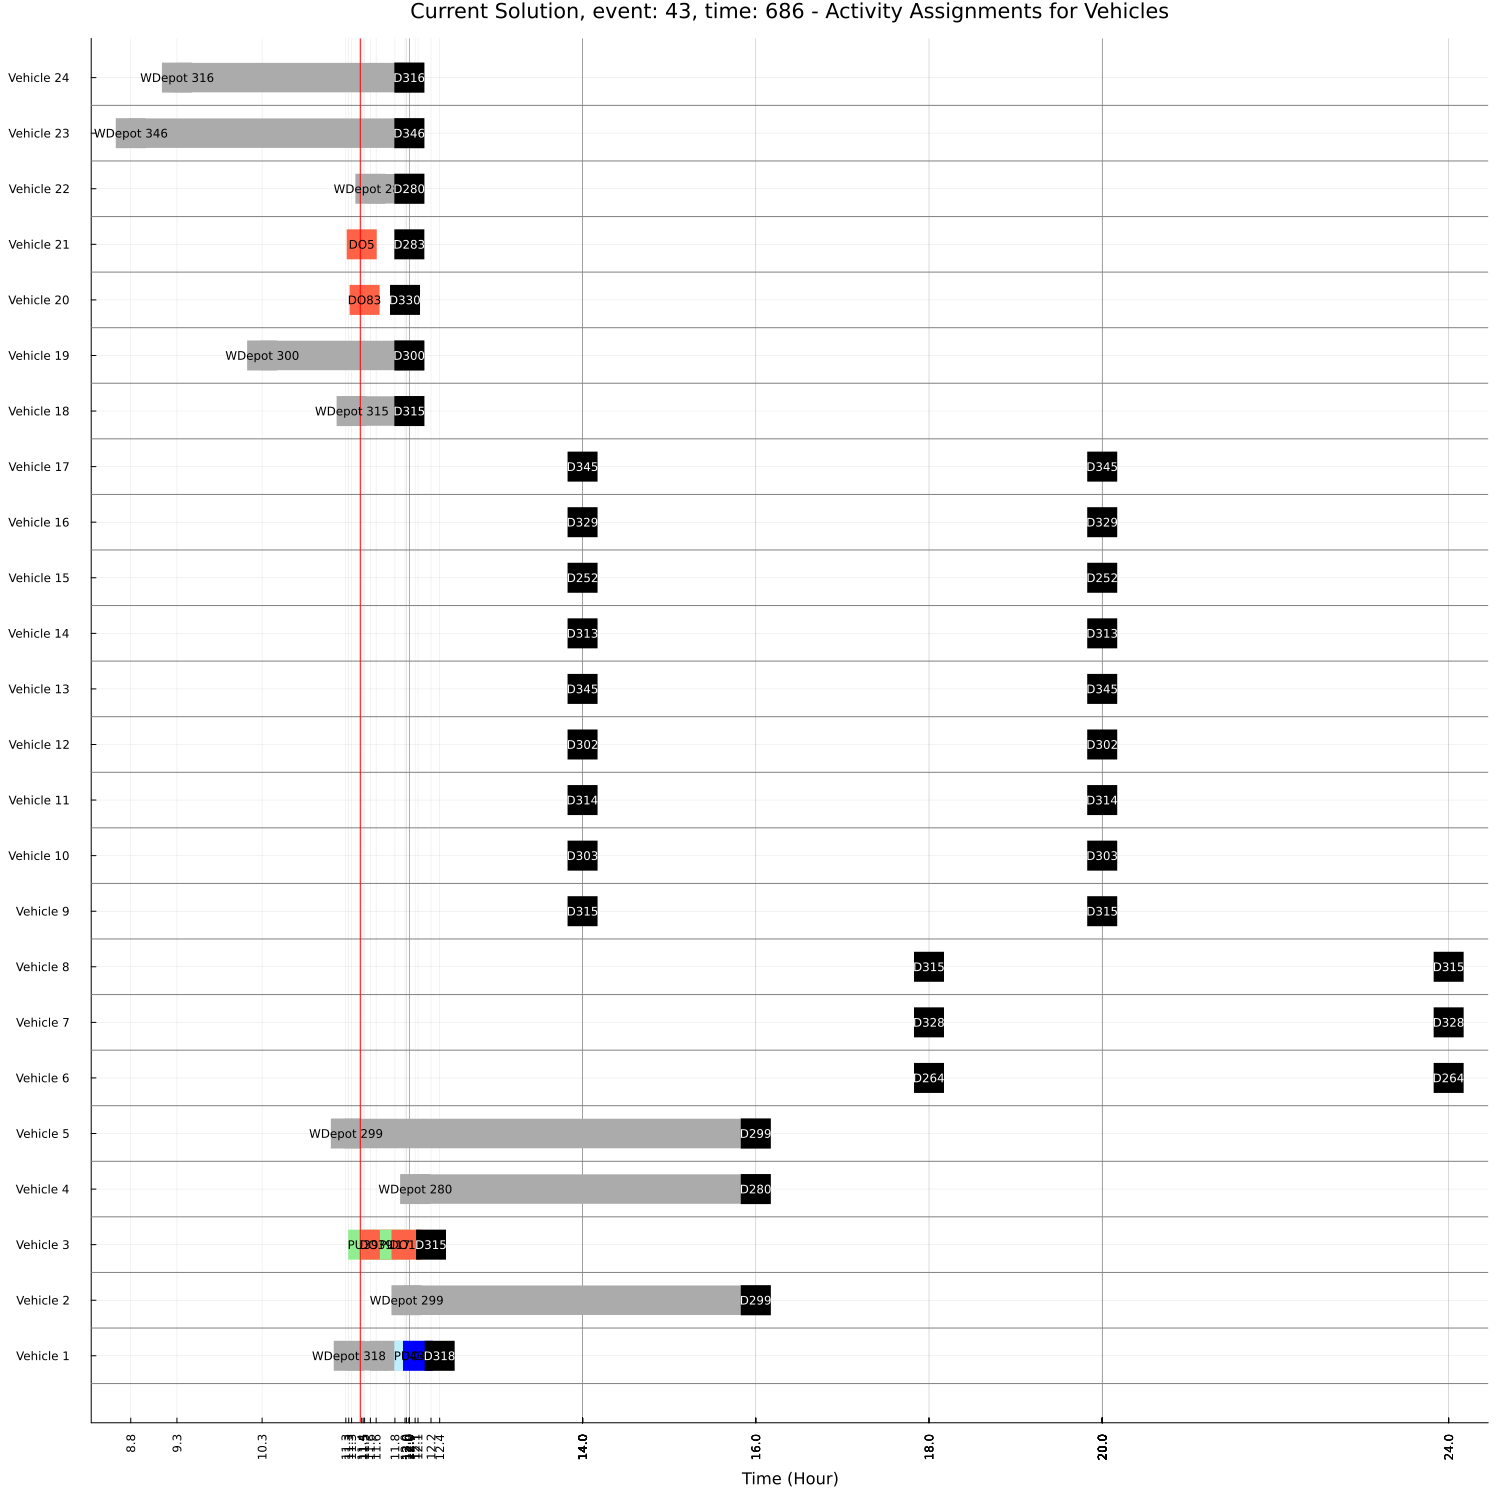 Current Solution, event: 43, time: 686 - Activity Assignments for Vehicles
Vehicle 24 WDepot 316 D316
Vehicle 23 WDepot 346 D346
Vehicle 22 WDepot 2 D280
Vehicle 21 DO5 D283
Vehicle 20 DO83 D330
Vehicle 19 WDepot 300 D300
Vehicle 18 WDepot 315 D315
Vehicle 17 D345 D345
Vehicle 16 D329 D329
Vehicle 15 D252 D252
Vehicle 14 D313 D313
Vehicle 13 D345 D345
Vehicle 12 D302 D302
Vehicle 11 D314 D314
Vehicle 10 D303 D303
Vehicle 9 D315 D315
Vehicle 8 D315 D315
Vehicle 7 D328 D328
Vehicle 6 D264 D264
Vehicle 5 WDepot 299 D299
Vehicle 4 WDepot 280 D280
Vehicle 3 D315
Vehicle 2 WDepot 299 D299
Vehicle 1 WDepot 318 D318
8.8 9.3 10.3 11.6 11.8 12.4 14.0 16.0 18.0 20.0 24.0
Time (Hour)